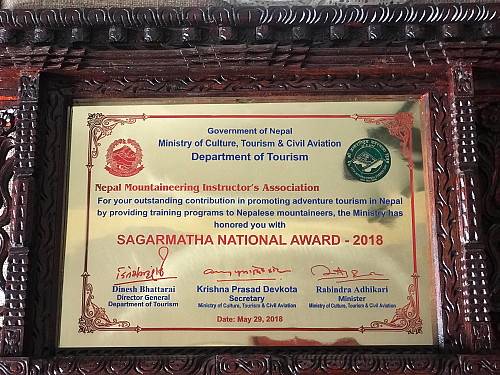 Government of Nepal
Ministry of Culture, Tourism & Civil Aviation
Department of Tourism
Nepal Mountaineering Instructor's Association
For your outstanding contribution in promoting adventure tourism in Nepal
by providing training programs to Nepalese mountaineers, the Ministry has
honored you with
SAGARMATHA NATIONAL AWARD - 2018
Dinesh Bhattarai
Director General
Department of Tourism
Krishna Prasad Devkota
Secretary
Ministry of Culture, Tourism & Civil Aviation
Rabindra Adhikari
Minister
Ministry of Culture, Tourism & Civil Aviation
Date: May 29, 2018